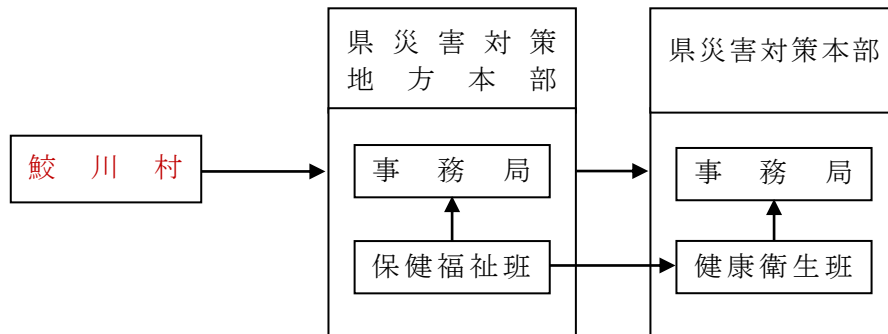 県災害対策
地方本部
県災害対策本部
鮫川村
事務局
事務局
保健福祉班
健康衛生班